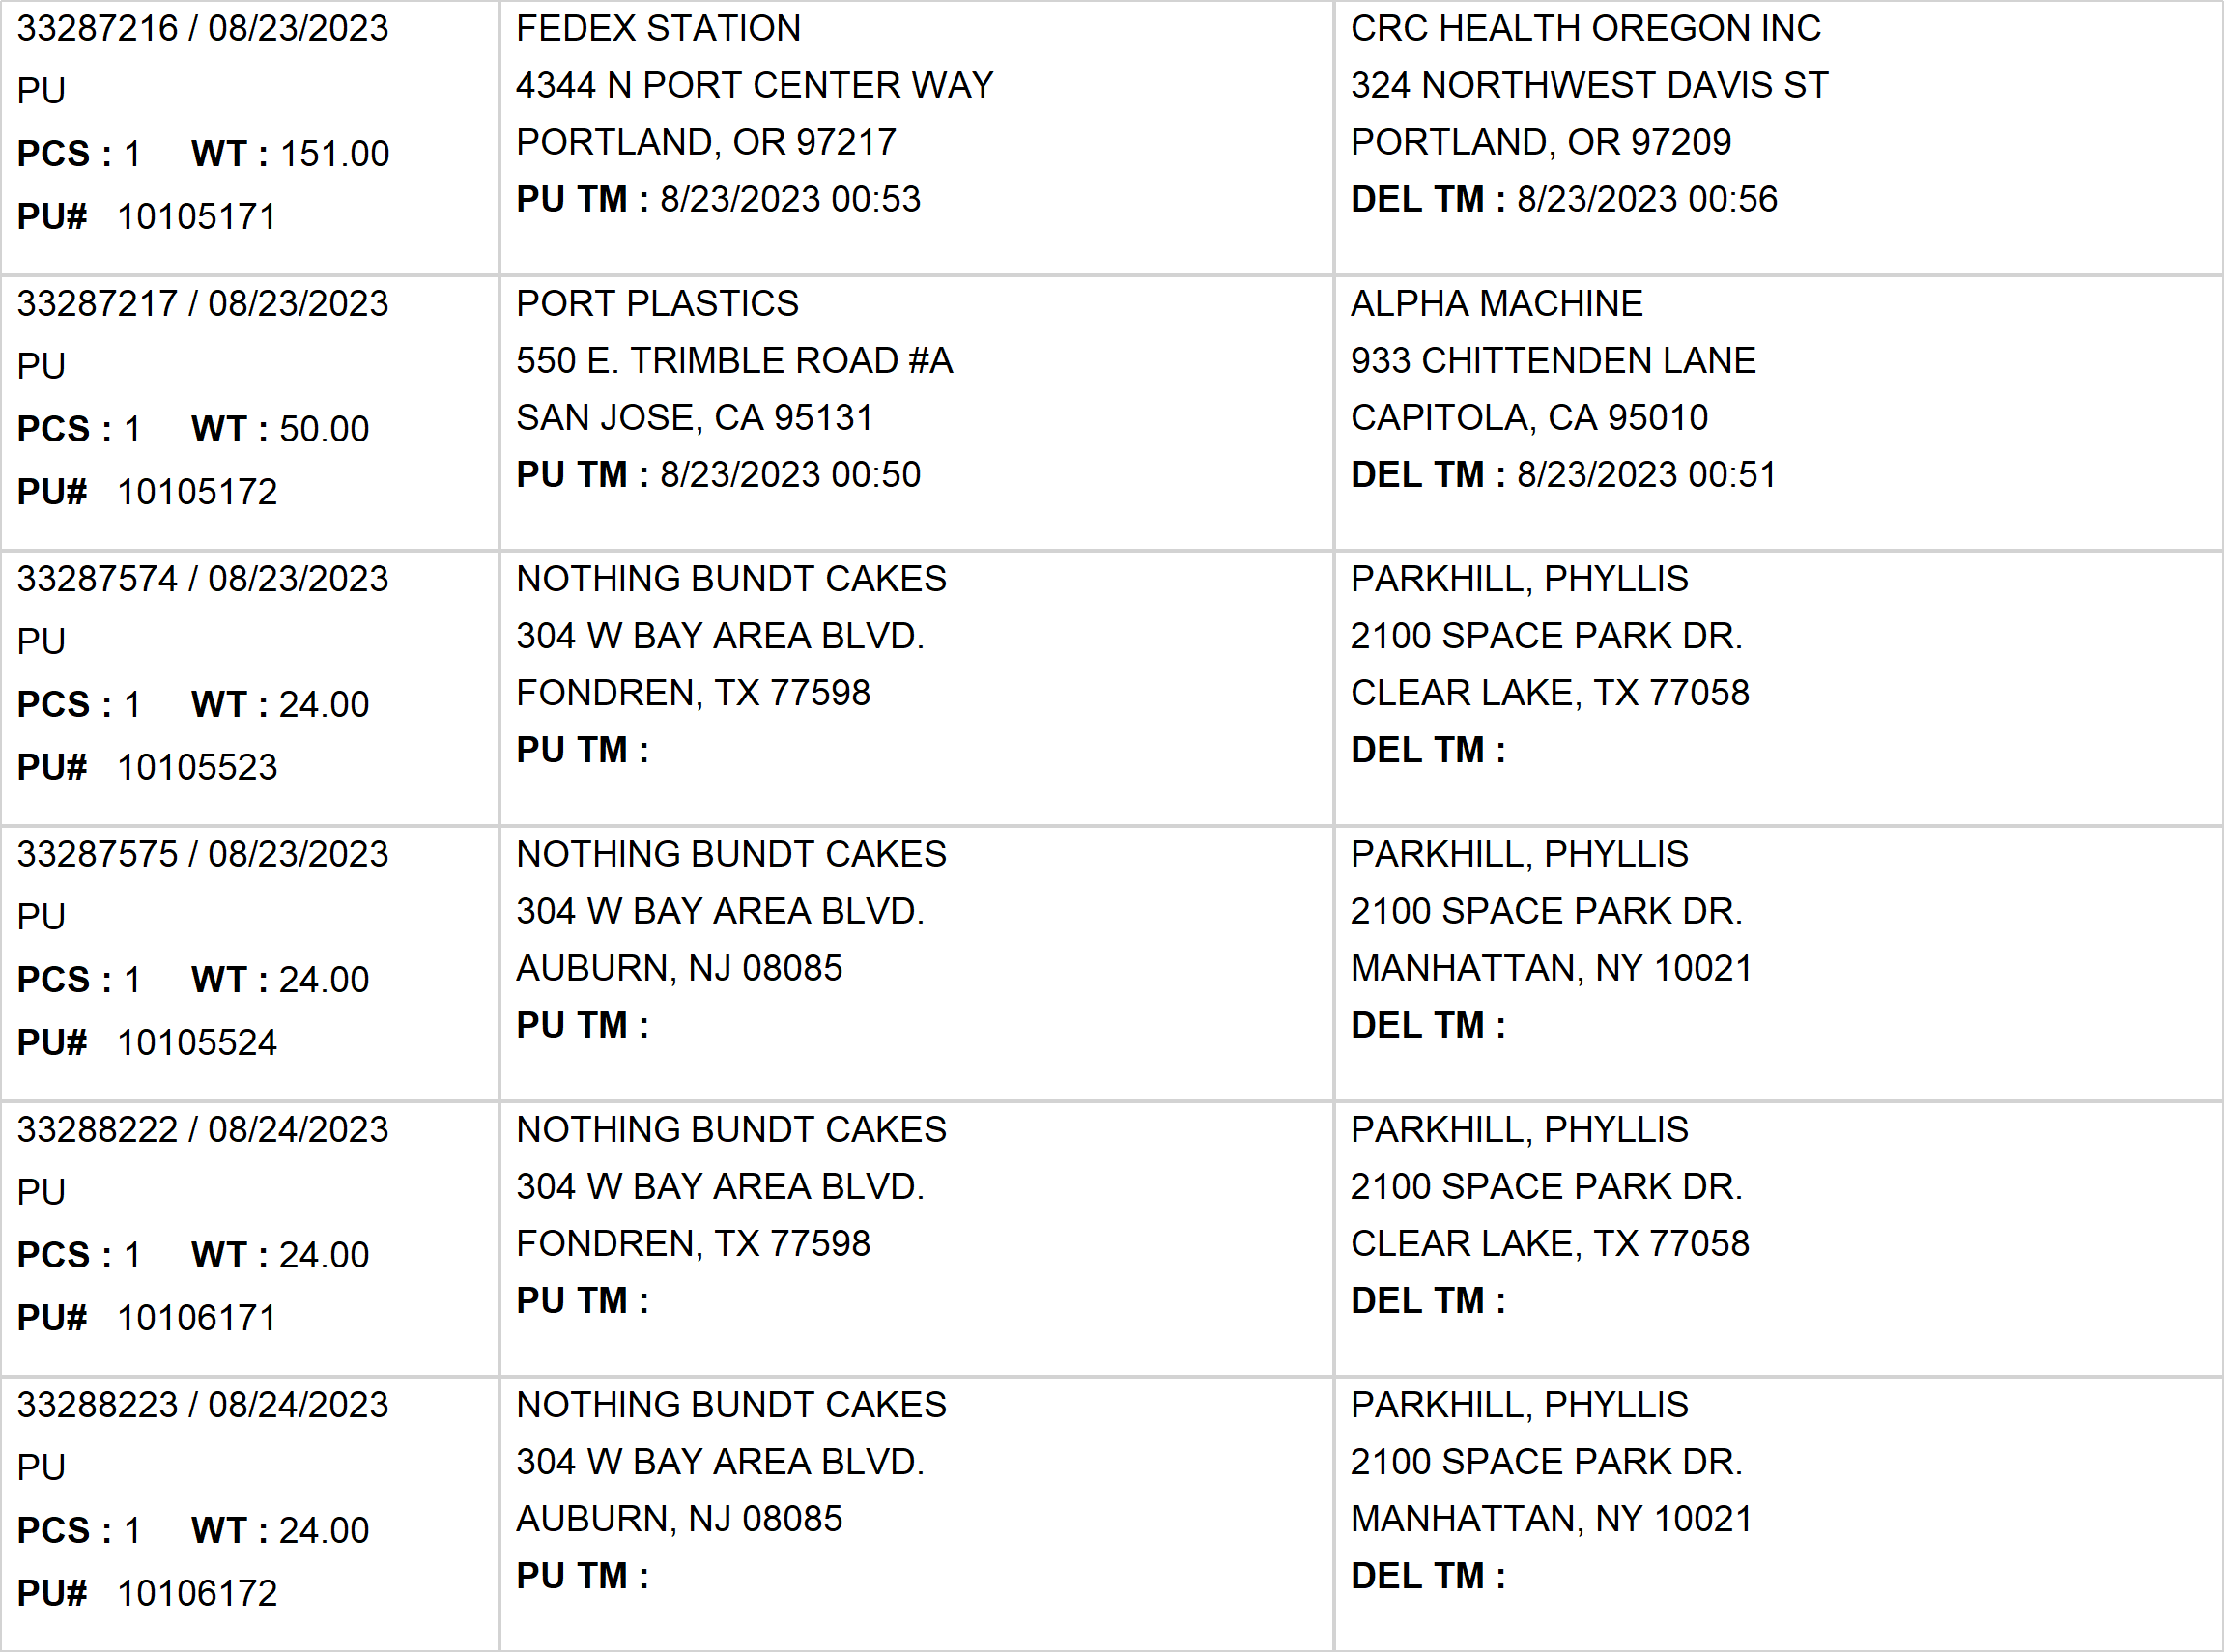 33287216 / 08/23/2023
PU
PCS : 1 WT : 151.00
PU# 10105171
FEDEX STATION
4344 N PORT CENTER WAY
PORTLAND, OR 97217
PU TM : 8/23/2023 00:53
CRC HEALTH OREGON INC
324 NORTHWEST DAVIS ST
PORTLAND, OR 97209
DEL TM : 8/23/2023 00:56
33287217 / 08/23/2023
PU
PCS : 1 WT : 50.00
PU# 10105172
PORT PLASTICS
550 E. TRIMBLE ROAD #A
SAN JOSE, CA 95131
PU TM : 8/23/2023 00:50
ALPHA MACHINE
933 CHITTENDEN LANE
CAPITOLA, CA 95010
DEL TM : 8/23/2023 00:51
33287574 / 08/23/2023
PU
PCS : 1 WT : 24.00
PU# 10105523
NOTHING BUNDT CAKES
304 W BAY AREA BLVD.
FONDREN, TX 77598
PU TM :
PARKHILL, PHYLLIS
2100 SPACE PARK DR.
CLEAR LAKE, TX 77058
DEL TM :
33287575 / 08/23/2023
PU
PCS : 1 WT : 24.00
PU# 10105524
NOTHING BUNDT CAKES
304 W BAY AREA BLVD.
AUBURN, NJ 08085
PU TM :
PARKHILL, PHYLLIS
2100 SPACE PARK DR.
MANHATTAN, NY 10021
DEL TM :
33288222 / 08/24/2023
PU
PCS : 1 WT : 24.00
PU# 10106171
NOTHING BUNDT CAKES
304 W BAY AREA BLVD.
FONDREN, TX 77598
PU TM :
PARKHILL, PHYLLIS
2100 SPACE PARK DR.
CLEAR LAKE, TX 77058
DEL TM :
33288223 / 08/24/2023
PU
PCS : 1 WT : 24.00
PU# 10106172
NOTHING BUNDT CAKES
304 W BAY AREA BLVD.
AUBURN, NJ 08085
PU TM :
PARKHILL, PHYLLIS
2100 SPACE PARK DR.
MANHATTAN, NY 10021
DEL TM :